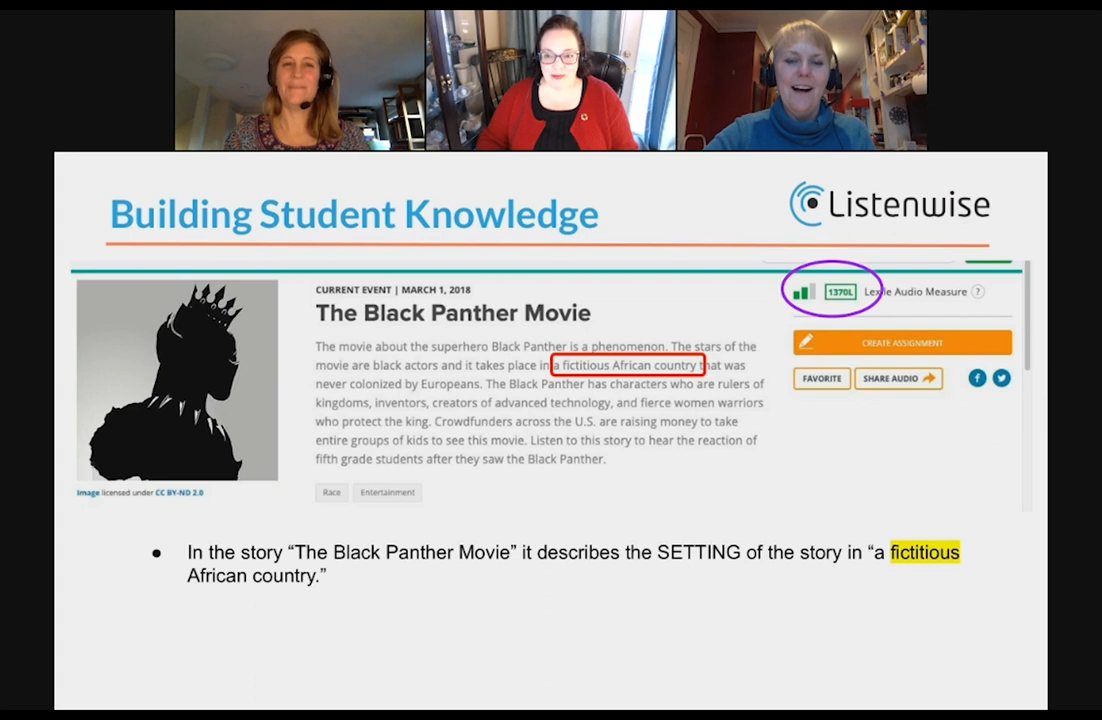 Building Student Knowledge
Listenwise
CURRENT EVENT | MARCH 1, 2018
The Black Panther Movie
The movie about the superhero Black Panther is a phenomenon. The stars of the
movie are black actors and it takes place in a fictitious African country that was
never colonized by Europeans. The Black Panther has characters who are rulers of
kingdoms, inventors, creators of advanced technology, and fierce women warriors
who protect the king. Crowdfunders across the U.S. are raising money to take
entire groups of kids to see this movie. Listen to this story to hear the reaction of
fifth grade students after they saw the Black Panther.
Race
Entertainment
1370L Lexile Audio Measure ?
CREATE ASSIGNMENT
FAVORITE
SHARE AUDIO
Image licensed under CC BY-ND 2.0
• In the story “The Black Panther Movie” it describes the SETTING of the story in “a fictitious
African country.”